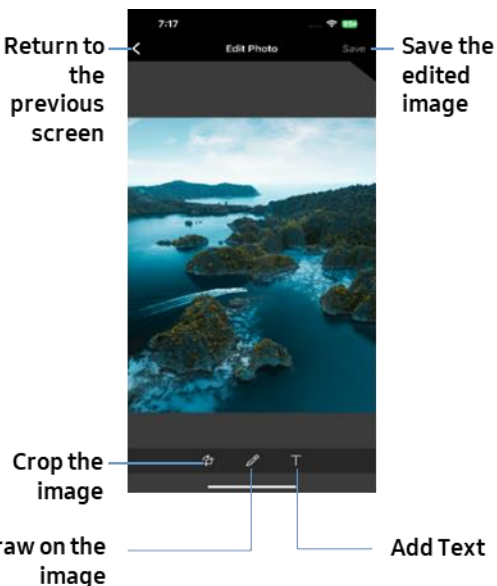 7:17
Return to
the
previous
screen
Edit Photo
Save
Save the
edited
image
Crop the
image
T
raw on the
image
Add Text